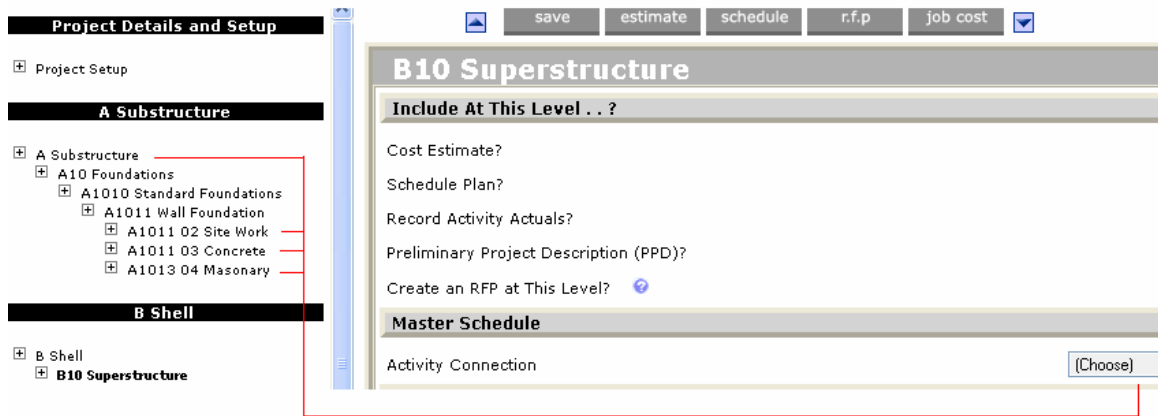 Project Details and Setup
Project Setup
A Substructure
A Substructure
A10 Foundations
A1010 Standard Foundations
A1011 Wall Foundation
A1011 02 Site Work
A1011 03 Concrete
A1013 04 Masonary
B Shell
B Shell
B10 Superstructure
save estimate schedule r.f.p job cost
B10 Superstructure
Include At This Level . . ?
Cost Estimate?
Schedule Plan?
Record Activity Actuals?
Preliminary Project Description (PPD)?
Create an RFP at This Level? ?
Master Schedule
Activity Connection (Choose)